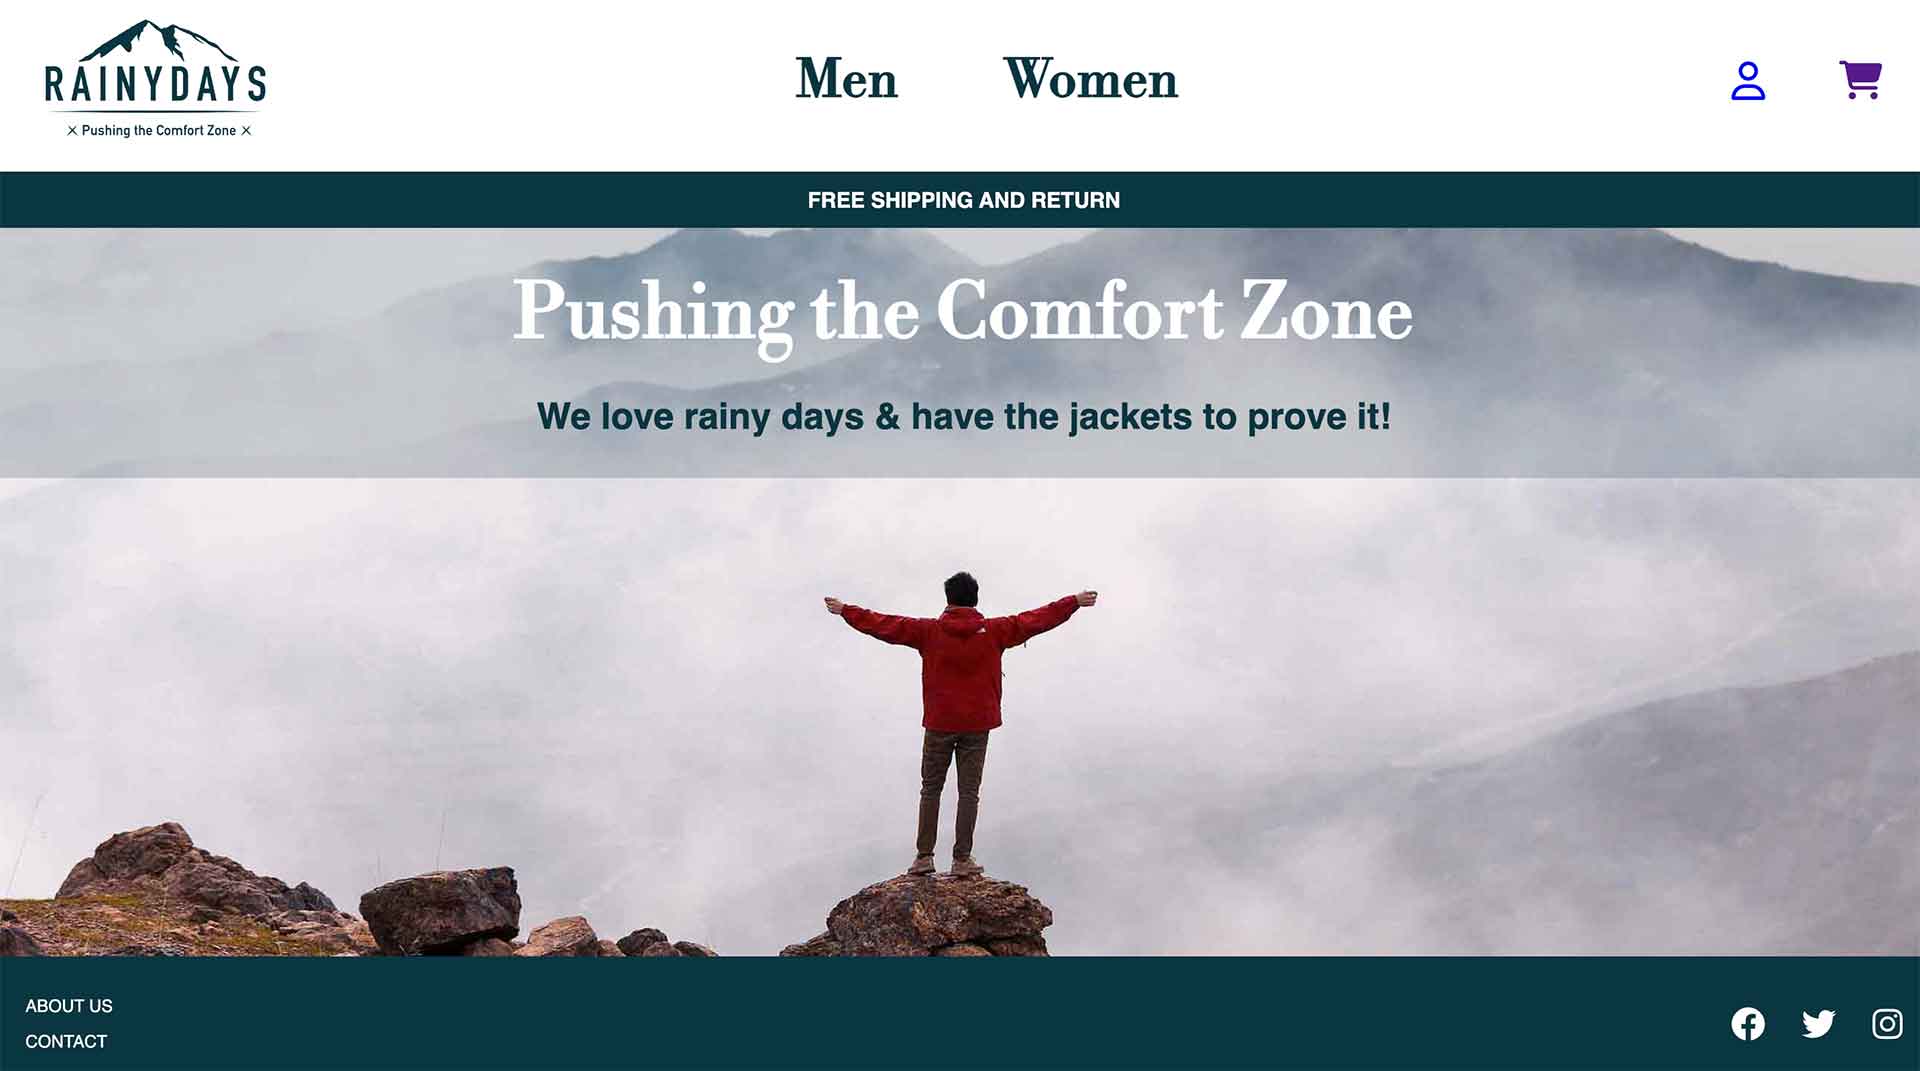 RAINYDAYS
× Pushing the Comfort Zone ×
Men Women
FREE SHIPPING AND RETURN
Pushing the Comfort Zone
We love rainy days & have the jackets to prove it!
ABOUT US
CONTACT